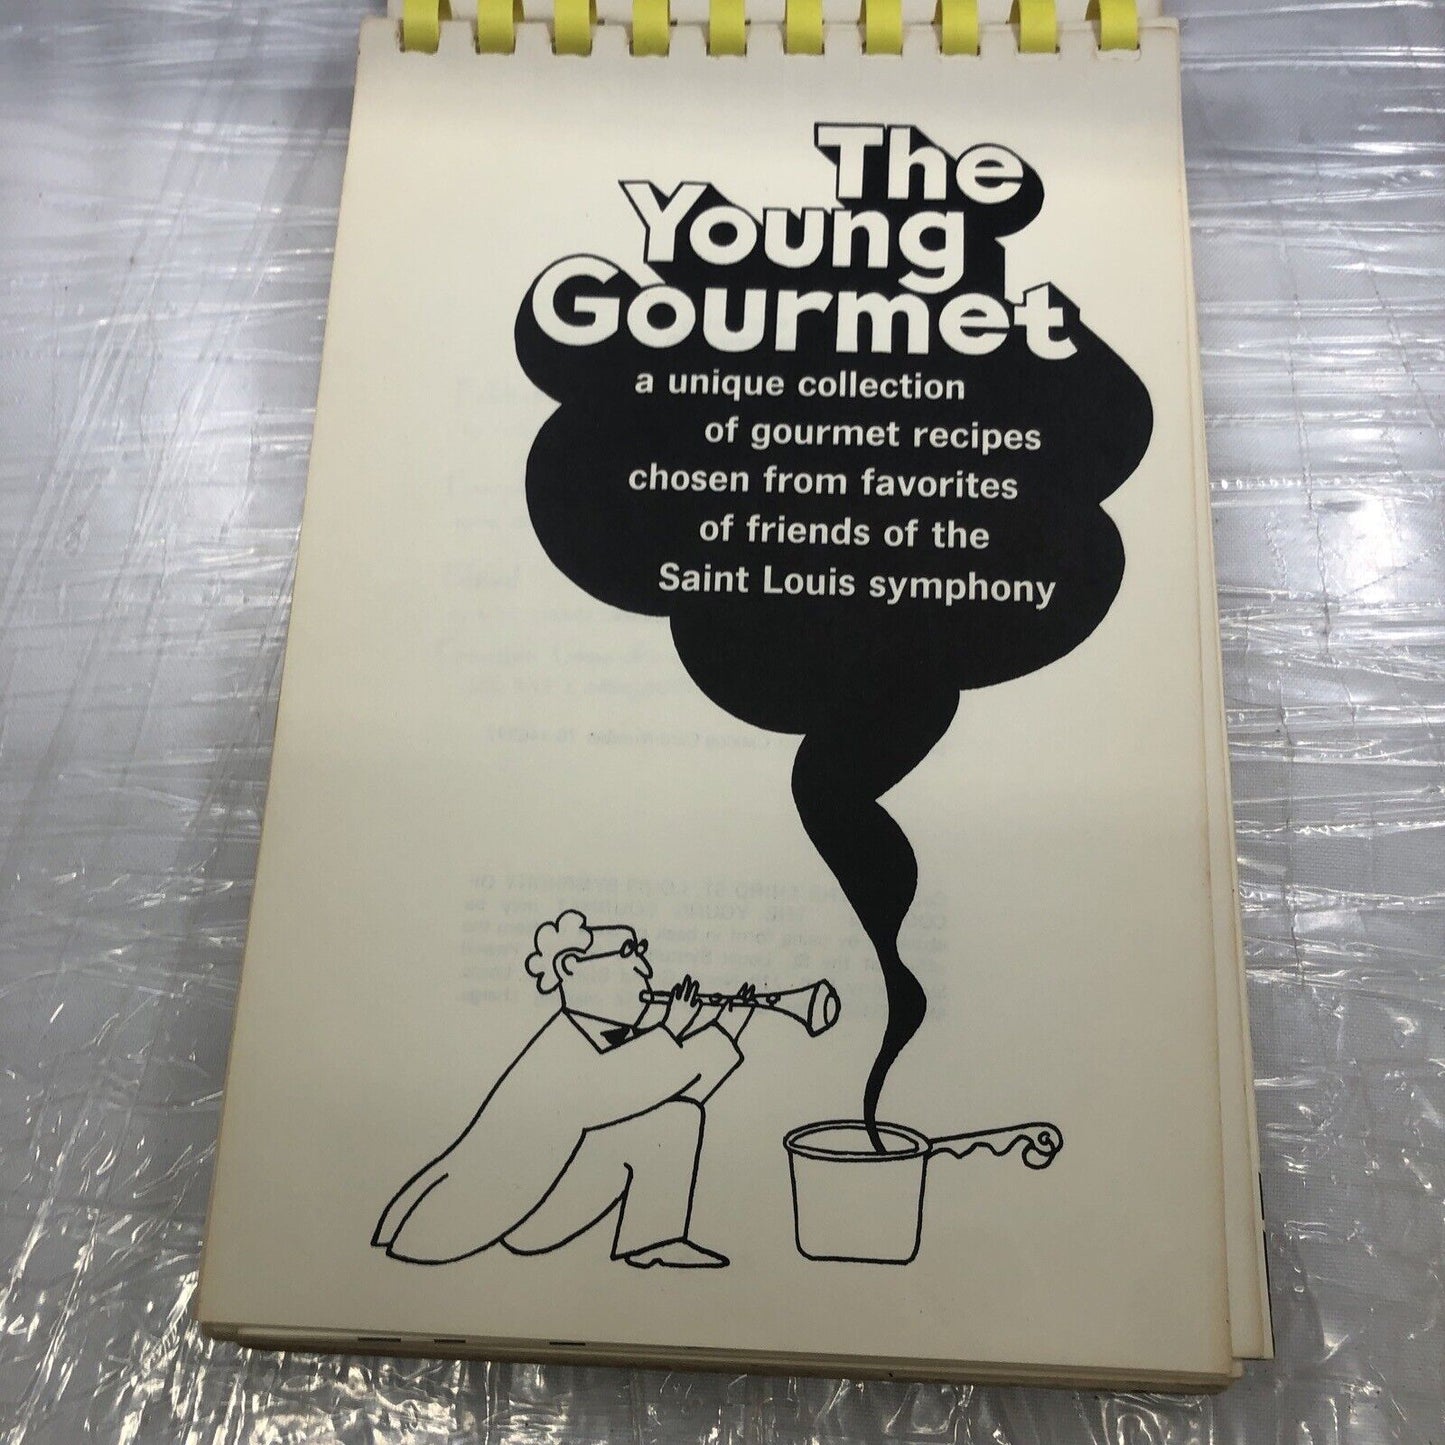 The
Young
Gourmet
a unique collection
of gourmet recipes
chosen from favorites
of friends of the
Saint Louis symphony